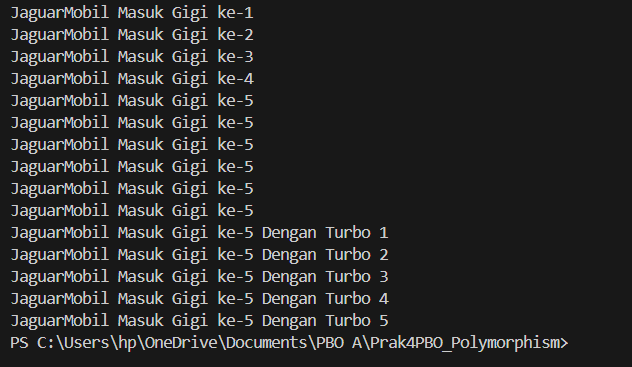 JaguarMobil Masuk Gigi ke-1
JaguarMobil Masuk Gigi ke-2
JaguarMobil Masuk Gigi ke-3
JaguarMobil Masuk Gigi ke-4
JaguarMobil Masuk Gigi ke-5
JaguarMobil Masuk Gigi ke-5
JaguarMobil Masuk Gigi ke-5
JaguarMobil Masuk Gigi ke-5
JaguarMobil Masuk Gigi ke-5
JaguarMobil Masuk Gigi ke-5
JaguarMobil Masuk Gigi ke-5 Dengan Turbo 1
JaguarMobil Masuk Gigi ke-5 Dengan Turbo 2
JaguarMobil Masuk Gigi ke-5 Dengan Turbo 3
JaguarMobil Masuk Gigi ke-5 Dengan Turbo 4
JaguarMobil Masuk Gigi ke-5 Dengan Turbo 5
PS C:\Users\hp\OneDrive\Documents\PBO A\Prak4PBO_Polymorphism>